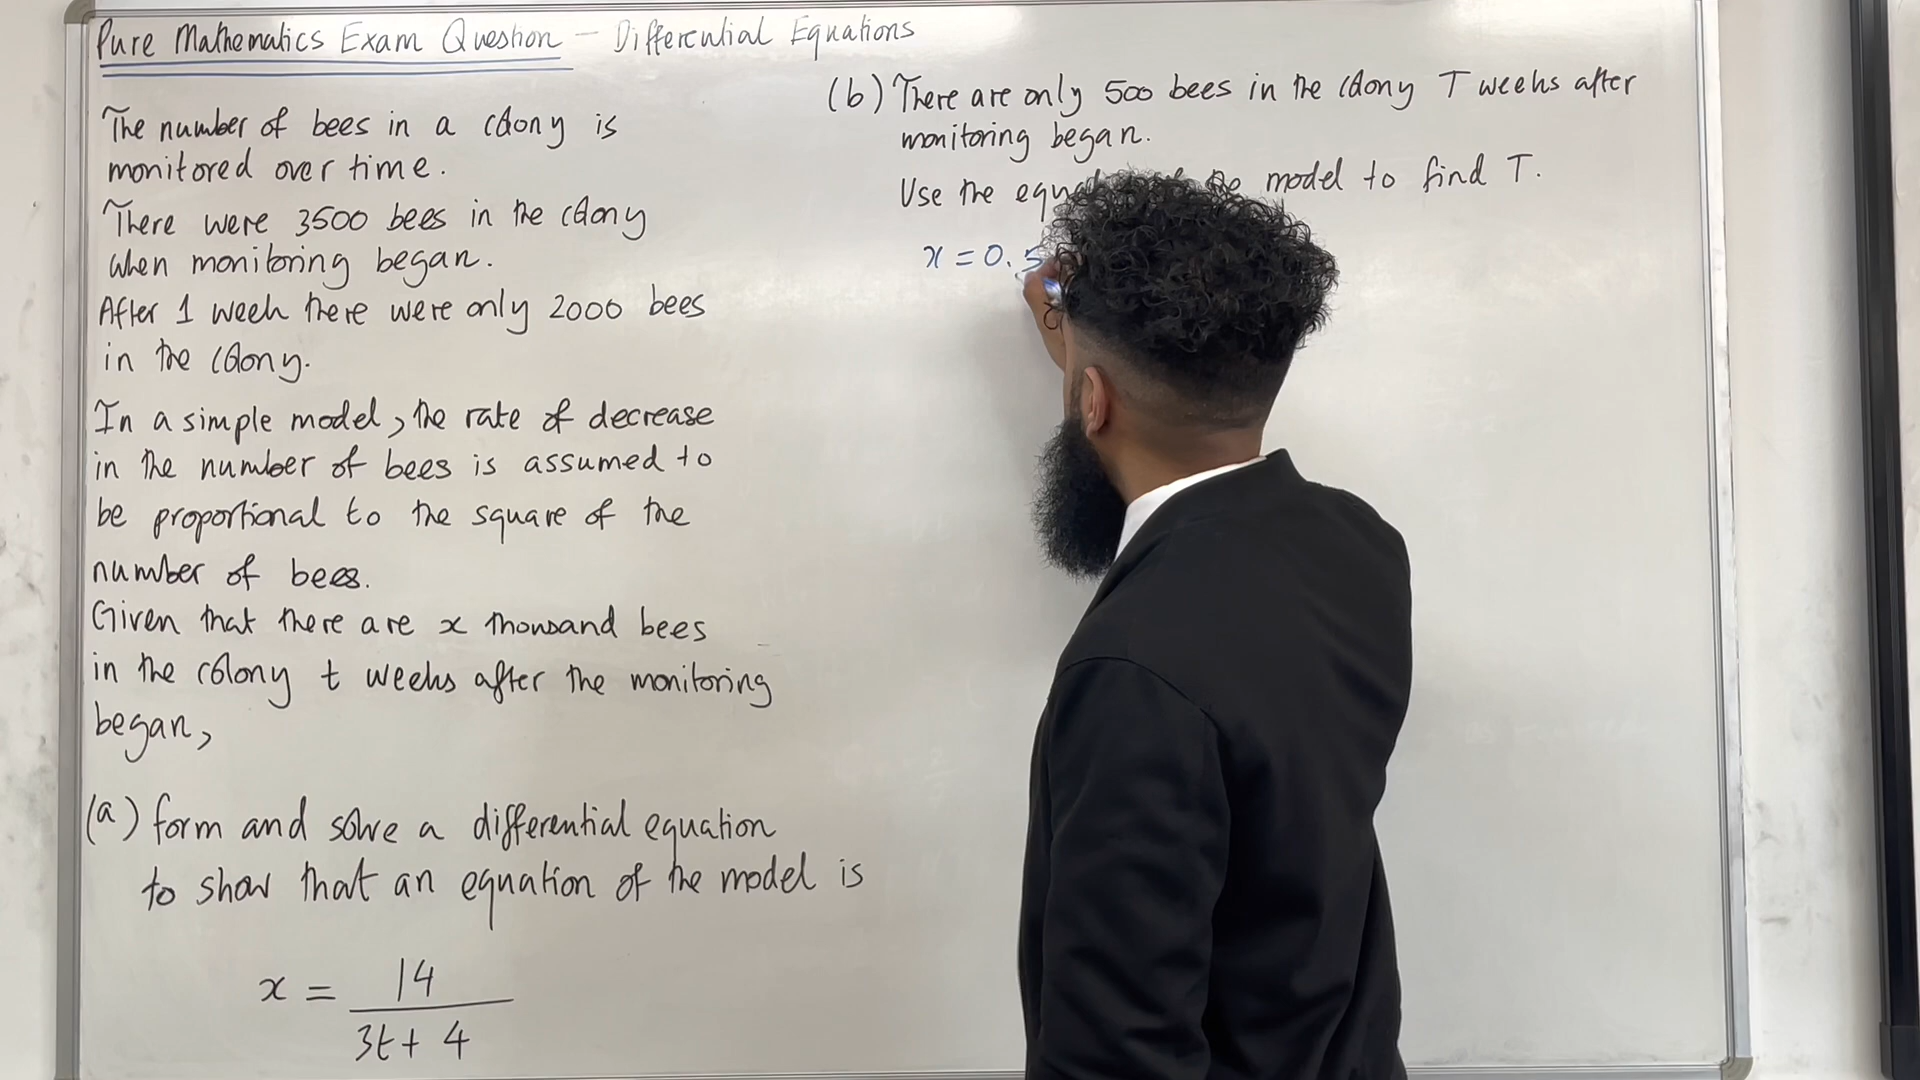 Pure Mathematics Exam Question – Differential Equations
The number of bees in a colony is
monitored over time.
There were 3500 bees in the colony
when monitoring began.
After 1 week there were only 2000 bees
in the colony.
In a simple model, the rate of decrease
in the number of bees is assumed to
be proportional to the square of the
number of bees.
Given that there are x thousand bees
in the colony t weeks after the monitoring
began,
(a) form and solve a differential equation
to show that an equation of the model is
x = 14
3t + 4
(b) There are only 500 bees in the colony T weeks after
monitoring began.
Use the model to find T.
x = 0.5